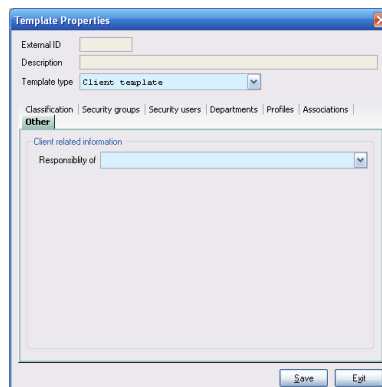 Template Properties
External ID
Description
Template type Client template
Classification Security groups Security users Departments Profiles Associations
Other
Client related information
Responsiblity of
Save Exit